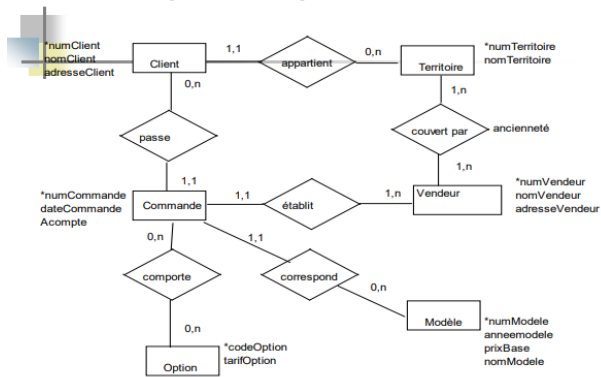 *numClient
nomClient
adresseClient
Client
1,1
appartient
0,n
Territoire
*numTerritoire
nomTerritoire
0,n
1,n
passe
couvert par
ancienneté
1,1
1,n
*numCommande
dateCommande
Acompte
Commande
1,1
établit
1,n
Vendeur
*numVendeur
nomVendeur
adresseVendeur
0,n
1,1
comporte
correspond
0,n
0,n
Modèle
*numModele
anneemodele
prixBase
nomModele
Option
*codeOption
tarifOption